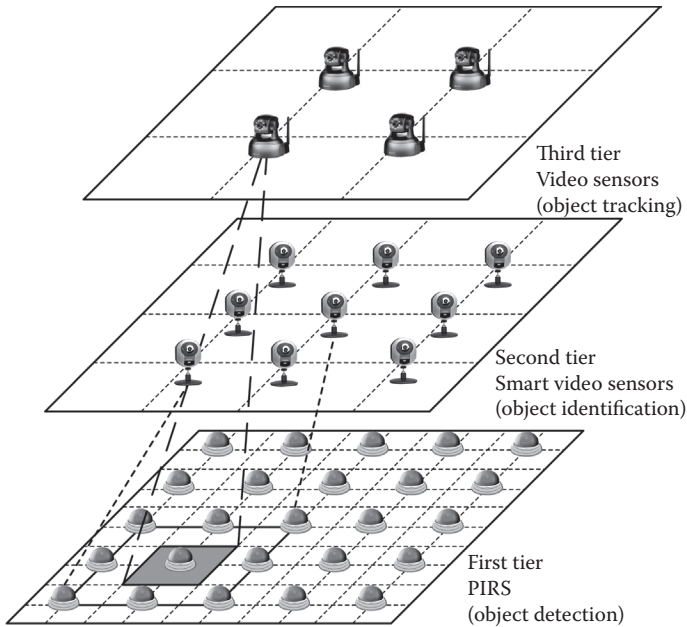 Third tier
Video sensors
(object tracking)
Second tier
Smart video sensors
(object identification)
First tier
PIRS
(object detection)